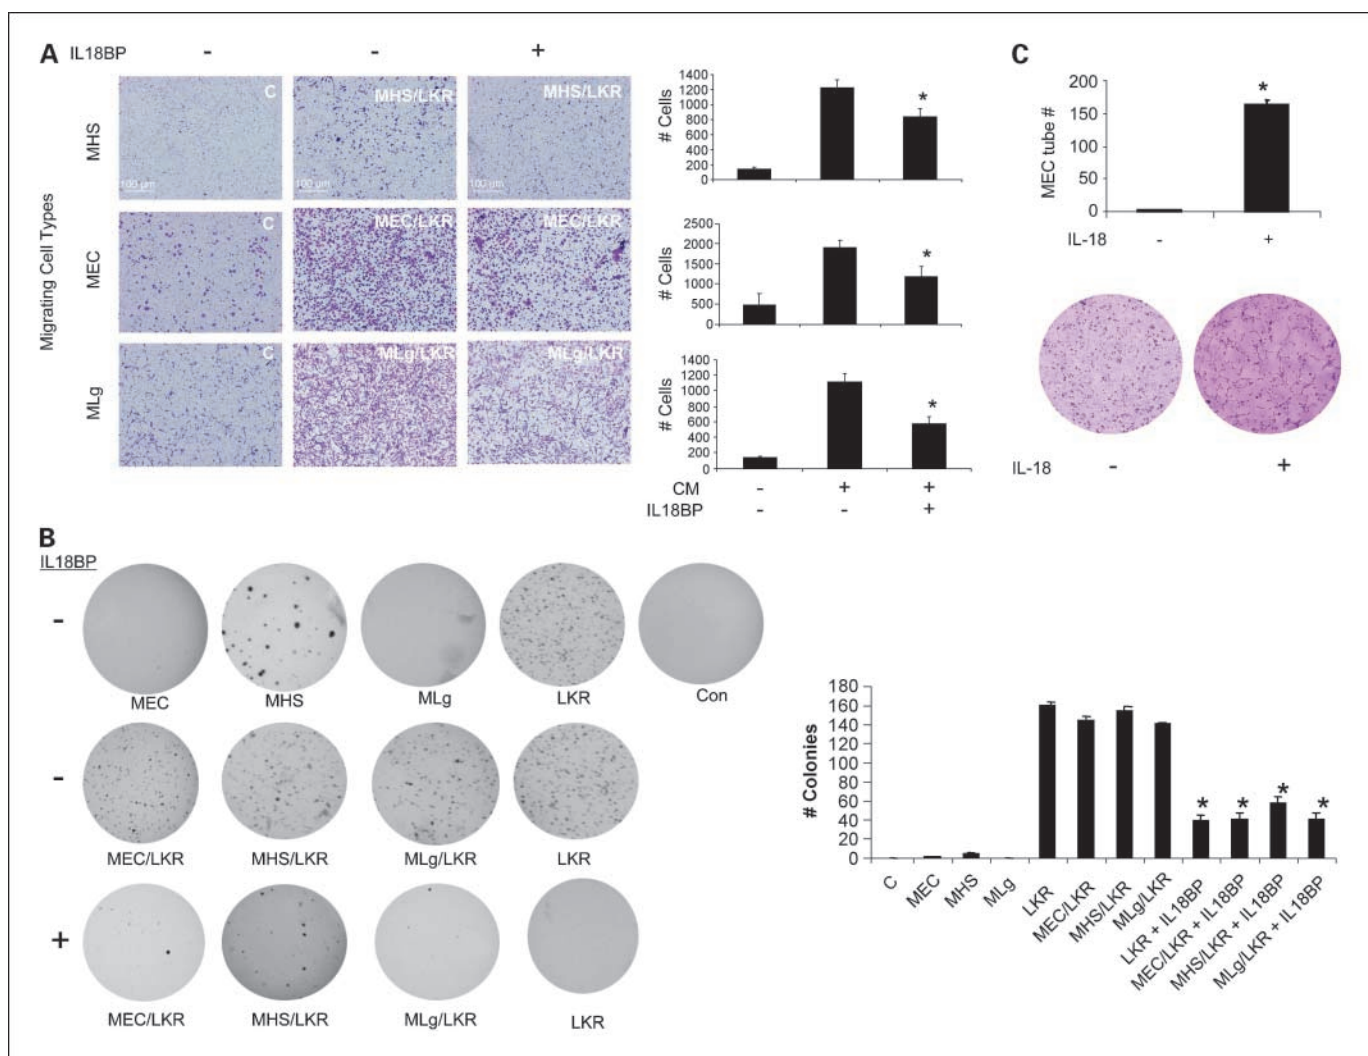 A
IL18BP - - +
Migrating Cell Types
MHS
MEC
MLg
C
MHS/LKR
MHS/LKR
100 µm
100 µm
100 µm
C
MEC/LKR
MEC/LKR
C
MLg/LKR
MLg/LKR
# Cells
1400
1200
1000
800
600
400
200
0
*
# Cells
2500
2000
1500
1000
500
0
*
# Cells
1400
1200
1000
800
600
400
200
0
*
CM - + +
IL18BP - - +
C
MEC tube #
200
150
100
50
0
*
IL-18 - +
IL-18 - +
B
IL18BP
-
MEC MHS MLg LKR Con
-
MEC/LKR MHS/LKR MLg/LKR LKR
+
MEC/LKR MHS/LKR MLg/LKR LKR
# Colonies
180
160
140
120
100
80
60
40
20
0
* * * *
C
MEC
MHS
MLg
LKR
MEC/LKR
MHS/LKR
MLg/LKR
LKR + IL18BP
MEC/LKR + IL18BP
MHS/LKR + IL18BP
MLg/LKR + IL18BP